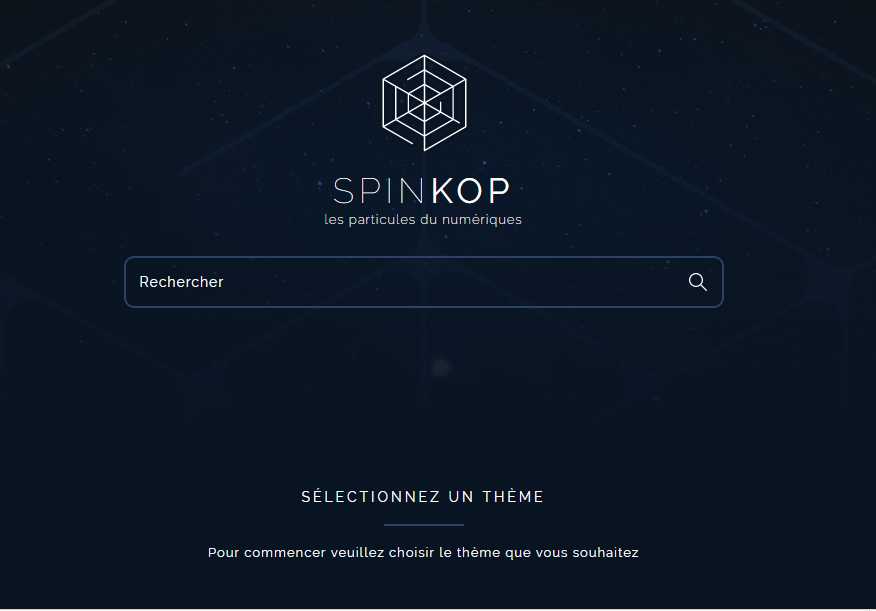 SPINKOP
les particules du numériques
Rechercher
SÉLECTIONNEZ UN THÈME
Pour commencer veuillez choisir le thème que vous souhaitez